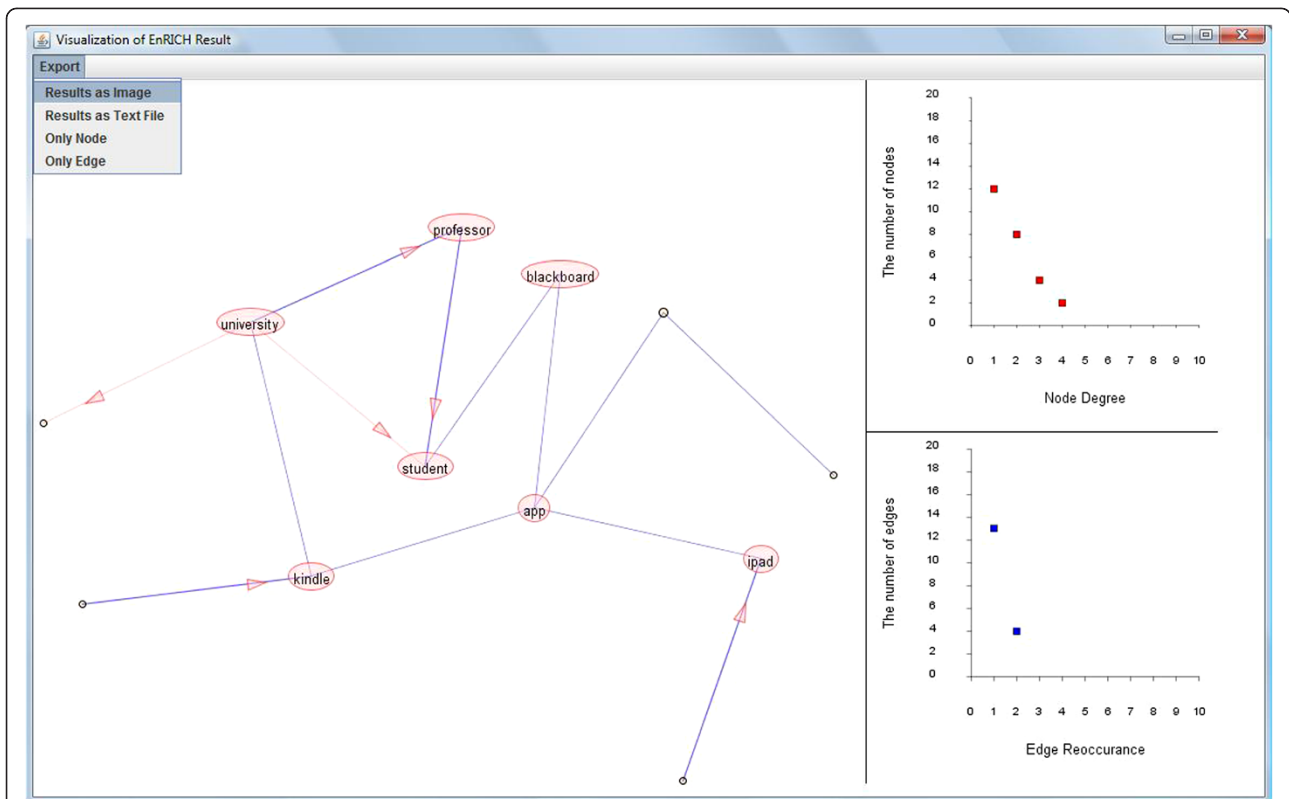 Visualization of EnRICH Result
Export
Results as Image
Results as Text File
Only Node
Only Edge
professor
blackboard
university
student
app
kindle
ipad
The number of nodes
20
18
16
14
12
10
8
6
4
2
0
0 1 2 3 4 5 6 7 8 9 10
Node Degree
The number of edges
20
18
16
14
13
12
10
8
6
4
2
0
0 1 2 3 4 5 6 7 8 9 10
Edge Reoccurance